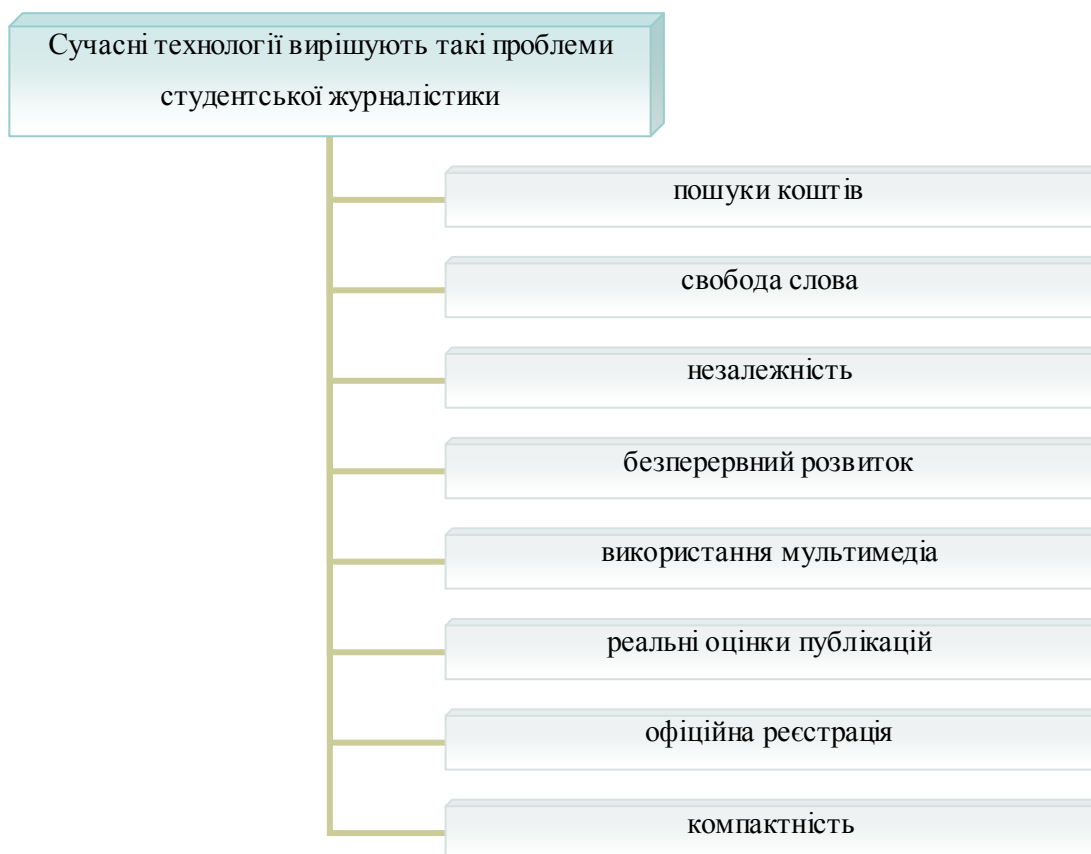 Сучасні технології вирішують такі проблеми
студентської журналістики
пошуки коштів
свобода слова
незалежність
безперервний розвиток
використання мультимедіа
реальні оцінки публікацій
офіційна реєстрація
компактність